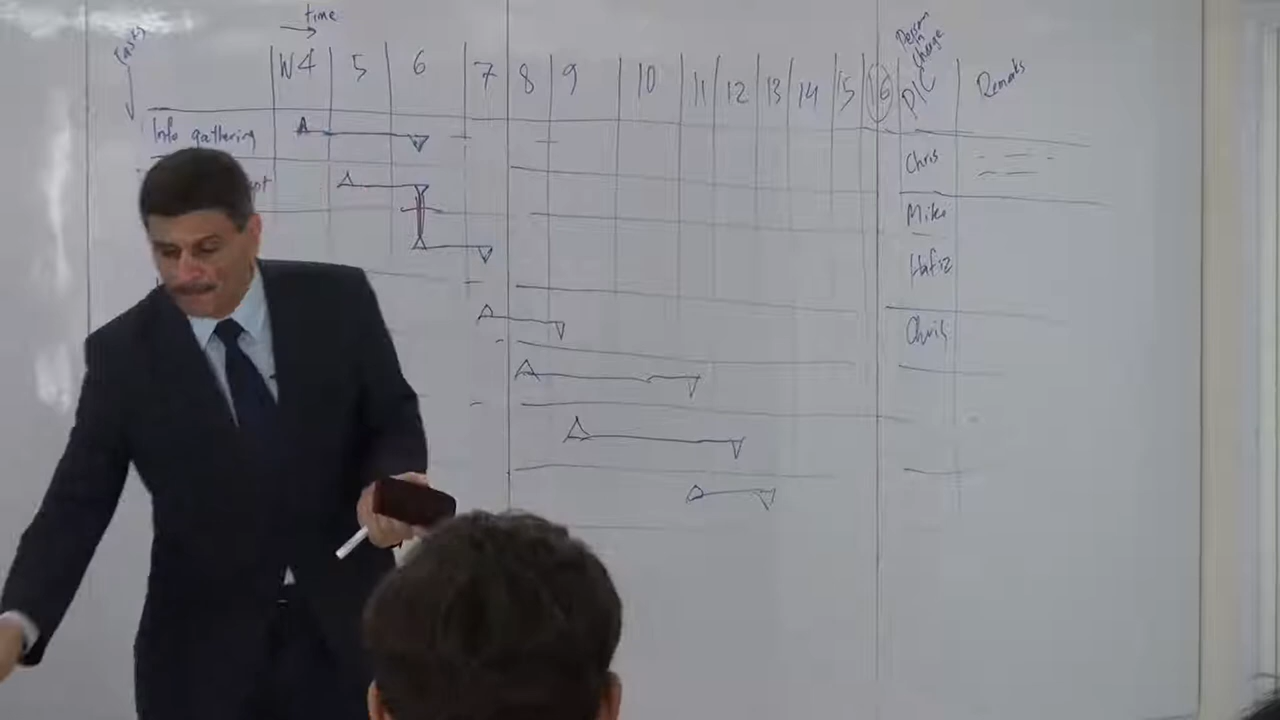 time
Tasks
W4 5 6 7 8 9 10 11 12 13 14 15 16 PIC Remarks
Person in charge
Info gathering
Chris
Mike
Hafiz
Chris